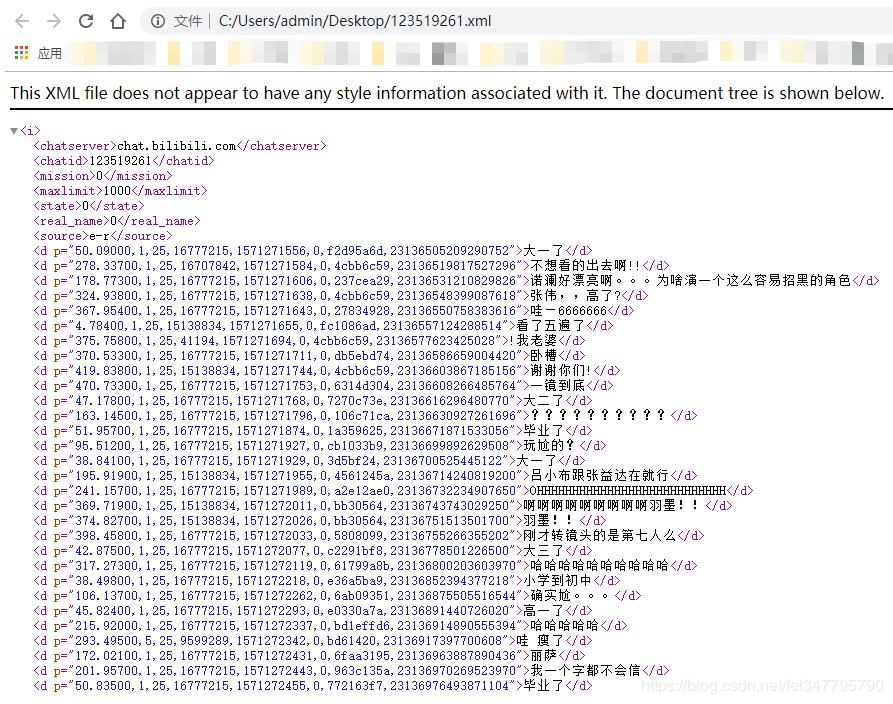 文件 | C:/Users/admin/Desktop/123519261.xml
应用
This XML file does not appear to have any style information associated with it. The document tree is shown below.
▼<i>
<chatserver>chat.bilibili.com</chatserver>
<chatid>123519261</chatid>
<mission>0</mission>
<maxlimit>1000</maxlimit>
<state>0</state>
<real_name>0</real_name>
<source>e-r</source>
<d p="50.09000,1,25,16777215,1571271556,0,f2d95a6d,23136505209290752">大一了</d>
<d p="278.33700,1,25,16707842,1571271584,0,4cbb6c59,23136519817527296">不想看的出去啊!!</d>
<d p="178.77300,1,25,16777215,1571271606,0,237cea29,23136531210829826">诺澜好漂亮啊。。。为啥演一个这么容易招黑的角色</d>
<d p="324.93800,1,25,16777215,1571271638,0,4cbb6c59,23136548399087618">张伟，，高了?</d>
<d p="367.95400,1,25,16777215,1571271643,0,27834928,23136550758383616">哇一6666666</d>
<d p="4.78400,1,25,15138834,1571271655,0,fc1086ad,23136557124288514">看了五遍了</d>
<d p="375.75800,1,25,41194,1571271694,0,4cbb6c59,23136577623425028">!我老婆</d>
<d p="370.53300,1,25,16777215,1571271711,0,db5ebd74,23136586659004420">卧槽</d>
<d p="419.83800,1,25,15138834,1571271744,0,4cbb6c59,23136603867185156">谢谢你们!</d>
<d p="470.73300,1,25,16777215,1571271753,0,6314d304,23136608266485764">一镜到底</d>
<d p="47.17800,1,25,15138834,1571271768,0,7270c73e,23136616296480770">大二了</d>
<d p="163.14500,1,25,16777215,1571271796,0,106c71ca,23136630927261696">？？？？？？？？？？</d>
<d p="51.95700,1,25,16777215,1571271874,0,1a359625,23136671871533056">毕业了</d>
<d p="95.51200,1,25,16777215,1571271927,0,cb1033b9,23136699892629508">玩尬的？</d>
<d p="38.84100,1,25,16777215,1571271929,0,3d5bf24,23136700525445122">大一了</d>
<d p="195.91900,1,25,15138834,1571271955,0,4561245a,23136714240819200">吕小布跟张益达在就行</d>
<d p="241.15700,1,25,16777215,1571271989,0,a2e12ae0,23136732234907650">OHHHHHHHHHHHHHHHHHHHHHHHHHH</d>
<d p="369.71900,1,25,15138834,1571272011,0,bb30564,23136743743029250">啊啊啊啊啊啊啊啊啊羽墨！！</d>
<d p="374.82700,1,25,15138834,1571272026,0,bb30564,23136751513501700">羽墨！！</d>
<d p="398.45800,1,25,16777215,1571272033,0,5808099,23136755266355202">刚才转镜头的是第七人么</d>
<d p="42.87500,1,25,16777215,1571272077,0,c2291bf8,23136778501226500">大三了</d>
<d p="317.27300,1,25,16777215,1571272119,0,61799a8b,23136800203603970">哈哈哈哈哈哈哈哈哈哈</d>
<d p="38.49800,1,25,15138834,1571272218,0,e36a5ba9,23136852394377218">小学到初中</d>
<d p="106.13700,1,25,16777215,1571272262,0,6ab09351,23136875505516544">确实尬。。。</d>
<d p="45.82400,1,25,16777215,1571272293,0,e0330a7a,23136891440726020">高一了</d>
<d p="215.92000,1,25,16777215,1571272337,0,bd1effd6,23136914890555394">哈哈哈哈哈</d>
<d p="293.49500,5,25,9599289,1571272342,0,bd61420,23136917397700608">哇 瘦了</d>
<d p="172.02100,1,25,16777215,1571272431,0,6faa3195,23136963887890436">丽萨</d>
<d p="201.95700,1,25,16777215,1571272443,0,963c135a,23136970269523970">我一个字都不会信</d>
<d p="50.83500,1,25,16777215,1571272455,0,772163f7,23136976493871104">毕业了</d>
https://blog.csdn.net/fei347795790